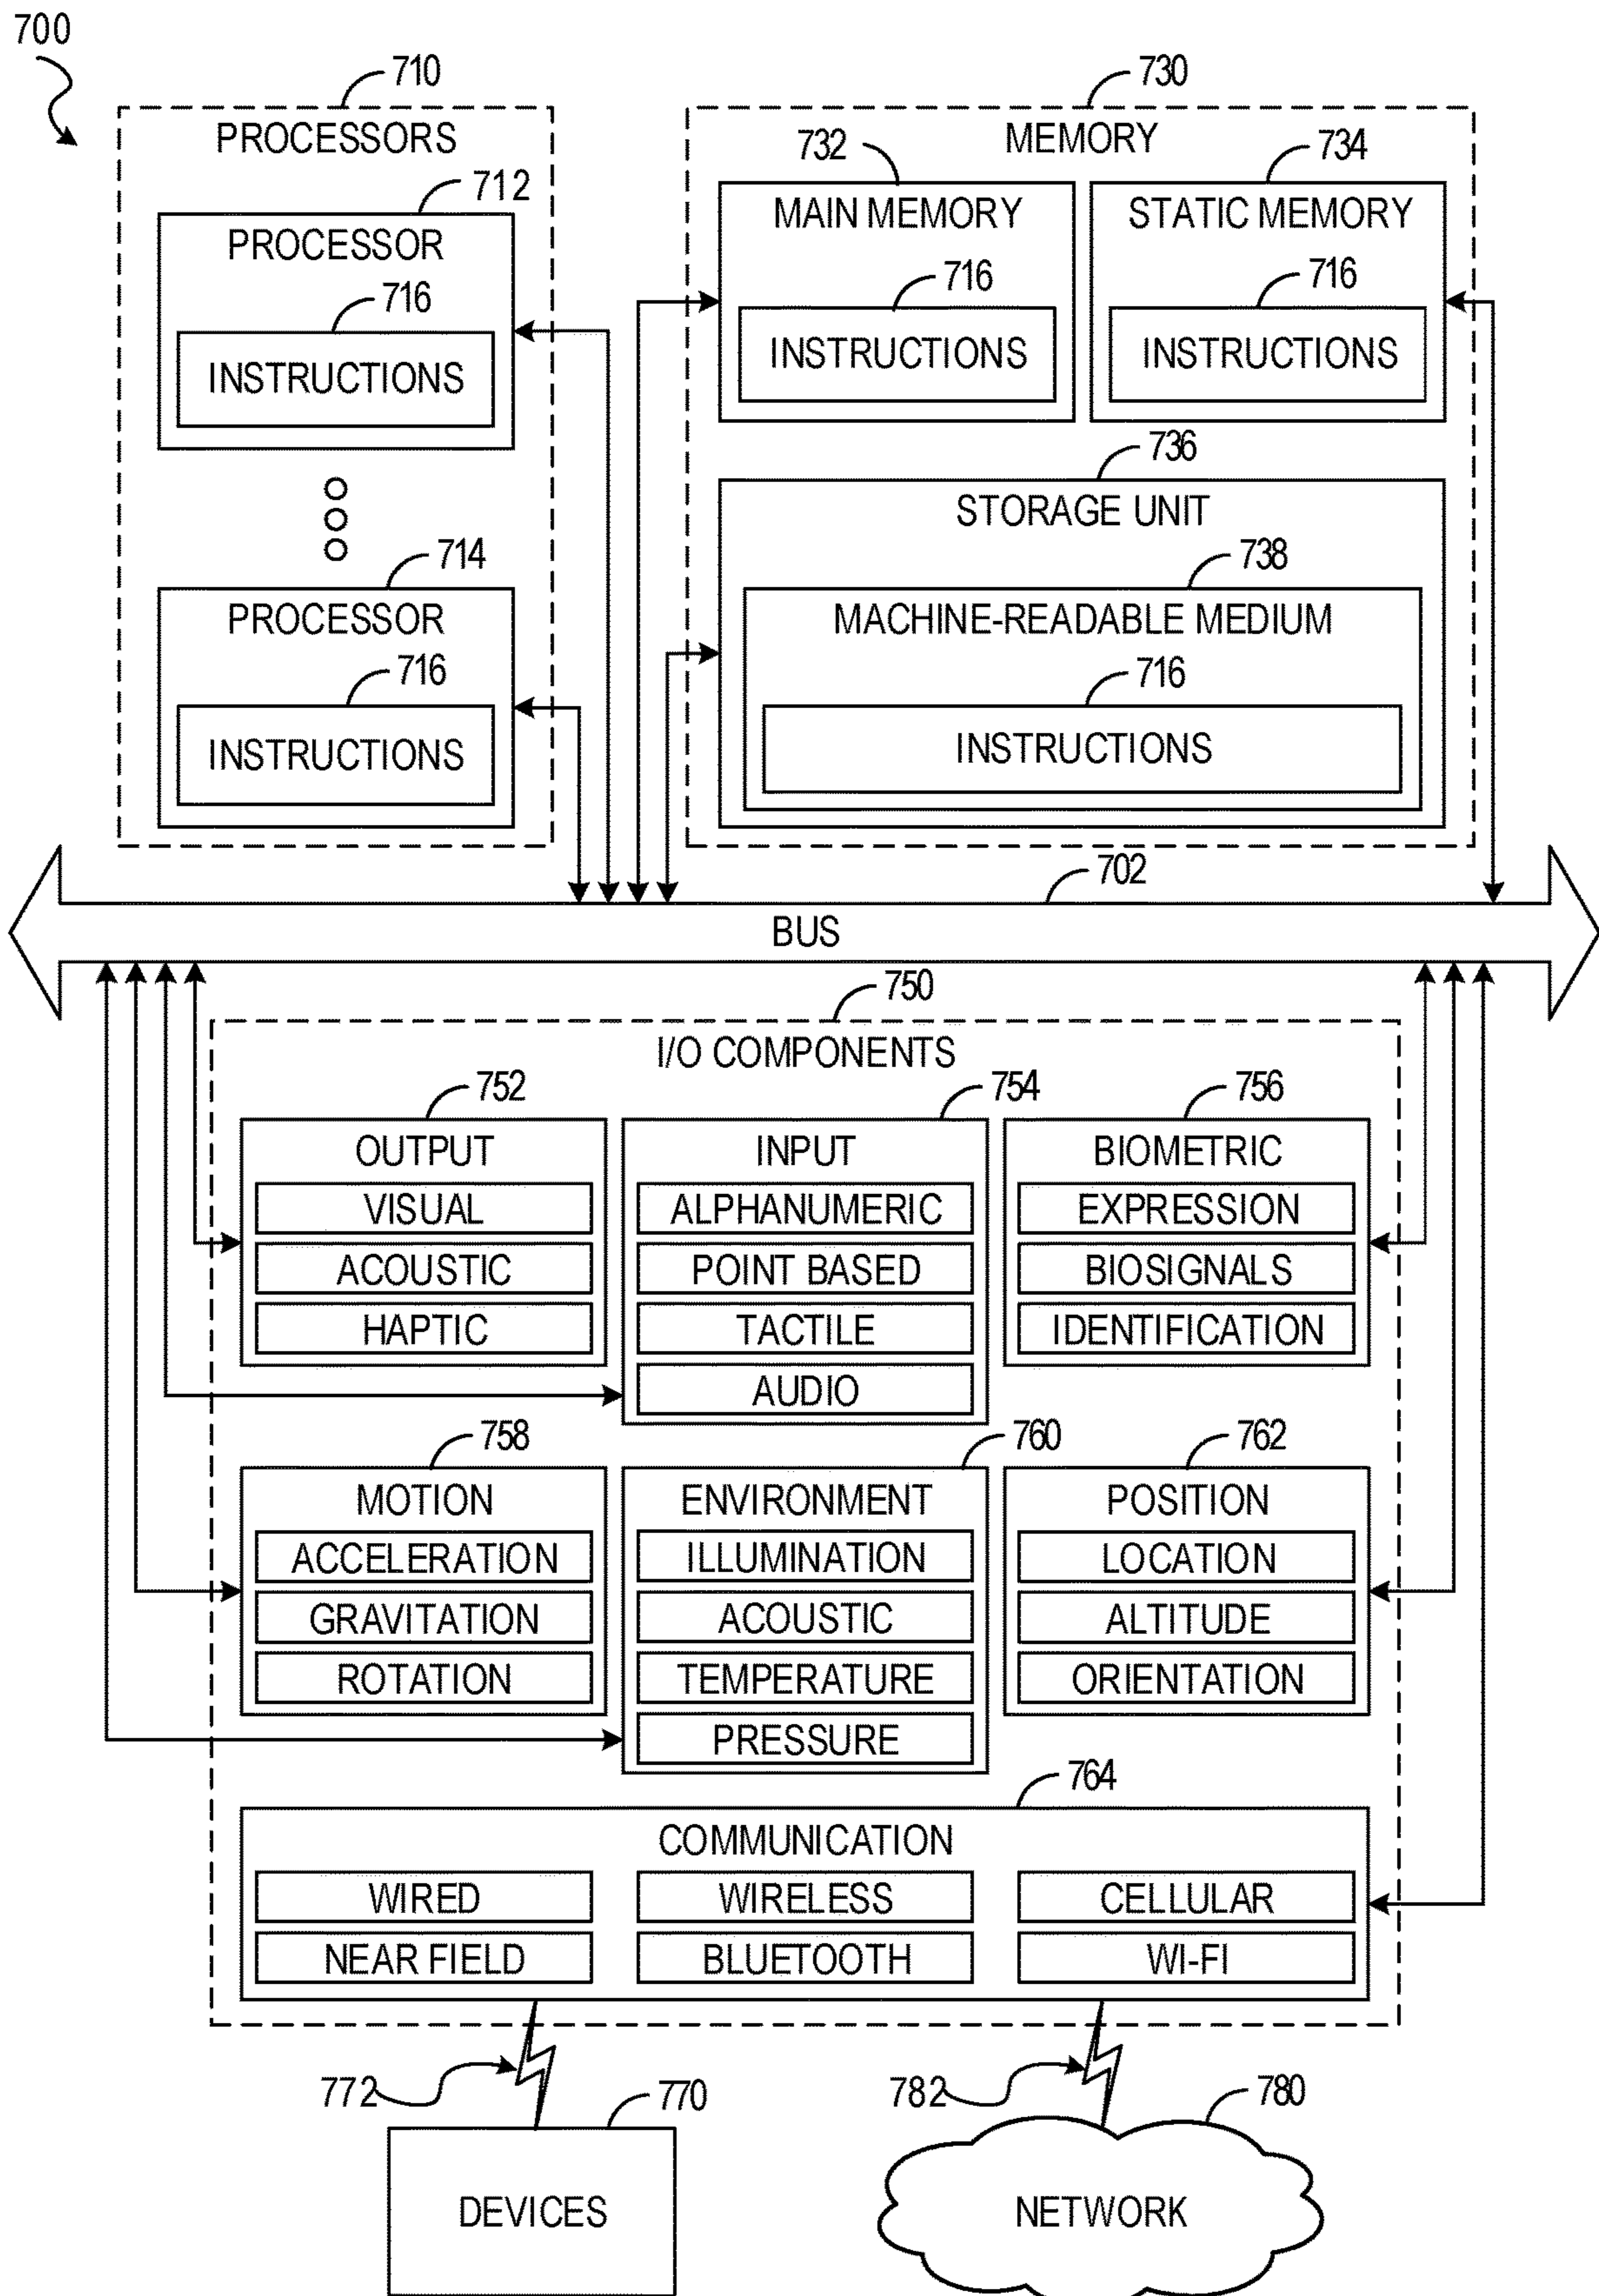 700
710
730
PROCESSORS
MEMORY
732
734
712
MAIN MEMORY
STATIC MEMORY
PROCESSOR
716
716
716
INSTRUCTIONS
INSTRUCTIONS
INSTRUCTIONS
736
STORAGE UNIT
714
738
PROCESSOR
MACHINE-READABLE MEDIUM
716
716
INSTRUCTIONS
INSTRUCTIONS
702
BUS
750
I/O COMPONENTS
752
754
756
OUTPUT
INPUT
BIOMETRIC
VISUAL
ALPHANUMERIC
EXPRESSION
ACOUSTIC
POINT BASED
BIOSIGNALS
HAPTIC
TACTILE
IDENTIFICATION
AUDIO
758
760
762
MOTION
ENVIRONMENT
POSITION
ACCELERATION
ILLUMINATION
LOCATION
GRAVITATION
ACOUSTIC
ALTITUDE
ROTATION
TEMPERATURE
ORIENTATION
PRESSURE
764
COMMUNICATION
WIRED
WIRELESS
CELLULAR
NEAR FIELD
BLUETOOTH
WI-FI
772
770
782
780
DEVICES
NETWORK